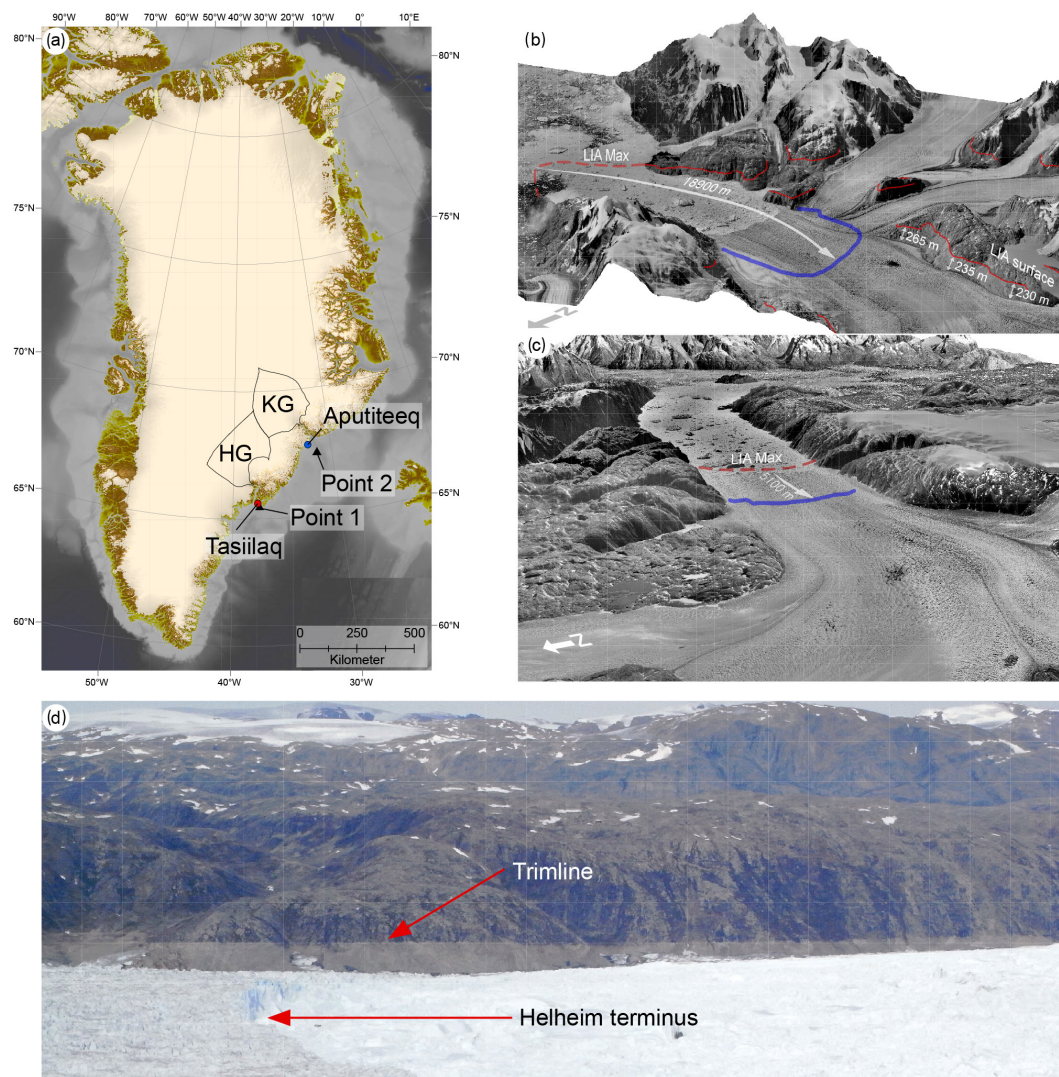 90°W 80°W 70°W 60°W 50°W 40°W 30°W 20°W 10°W 0° 10°E
(a)
80°N
80°N
75°N
75°N
70°N
70°N
65°N
65°N
60°N
60°N
KG
Aputiteeq
HG
Point 2
Point 1
Tasiilaq
0 250 500
Kilometer
50°W 40°W 30°W
(b)
LIA Max
18900 m
265 m
235 m
230 m
LIA surface
N
(c)
LIA Max
5100 m
N
(d)
Trimline
Helheim terminus